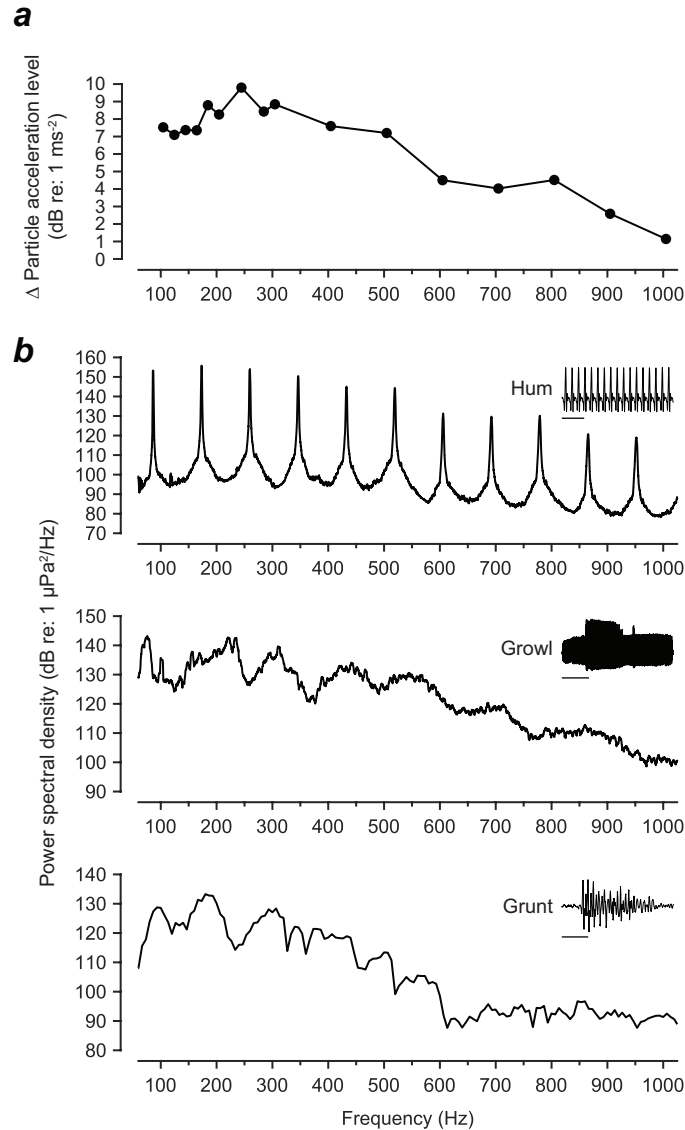 a
Δ Particle acceleration level
(dB re: 1 ms-2)
10
9
8
7
6
5
4
3
2
1
0
100 200 300 400 500 600 700 800 900 1000
b
Power spectral density (dB re: 1 µPa²/Hz)
160
150
140
130
120
110
100
90
80
70
Hum
100 200 300 400 500 600 700 800 900 1000
150
140
130
120
110
100
90
Growl
100 200 300 400 500 600 700 800 900 1000
140
130
120
110
100
90
80
Grunt
100 200 300 400 500 600 700 800 900 1000
Frequency (Hz)